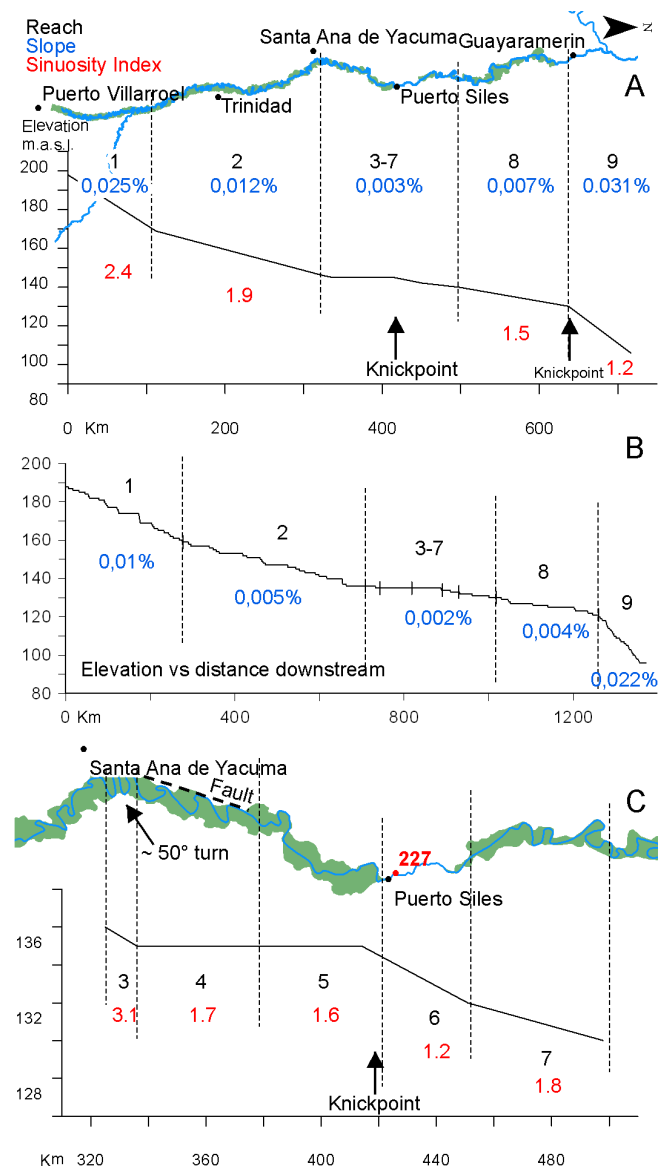 Reach
Slope
Sinuosity Index
Santa Ana de Yacuma
Guayaramerin
N
A
Puerto Villarroel
Trinidad
Puerto Siles
Elevation
m.a.s.l.
1 2 3-7 8 9
0,025% 0,012% 0,003% 0,007% 0.031%
200
180
160
140
120
100
80
2.4
1.9
1.5
1.2
Knickpoint
Knickpoint
0 Km 200 400 600
B
200
180
160
140
120
100
80
1
2
3-7
8
9
0,01%
0,005%
0,002%
0,004%
0,022%
Elevation vs distance downstream
0 Km 400 800 1200
C
Santa Ana de Yacuma
Fault
~ 50° turn
227
Puerto Siles
136
132
128
3 4 5 6 7
3.1 1.7 1.6 1.2 1.8
Knickpoint
Km 320 360 400 440 480